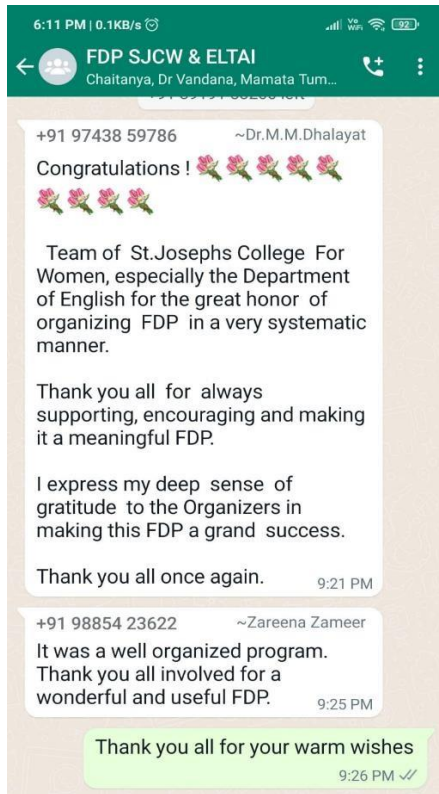 6:11 PM | 0.1KB/s
Vo WiFi 92
FDP SJCW & ELTAI
Chaitanya, Dr Vandana, Mamata Tum...
+91 97438 59786 ~Dr.M.M.Dhalayat
Congratulations !
Team of St.Josephs College For
Women, especially the Department
of English for the great honor of
organizing FDP in a very systematic
manner.
Thank you all for always
supporting, encouraging and making
it a meaningful FDP.
I express my deep sense of
gratitude to the Organizers in
making this FDP a grand success.
Thank you all once again.
9:21 PM
+91 98854 23622 ~Zareena Zameer
It was a well organized program.
Thank you all involved for a
wonderful and useful FDP.
9:25 PM
Thank you all for your warm wishes
9:26 PM